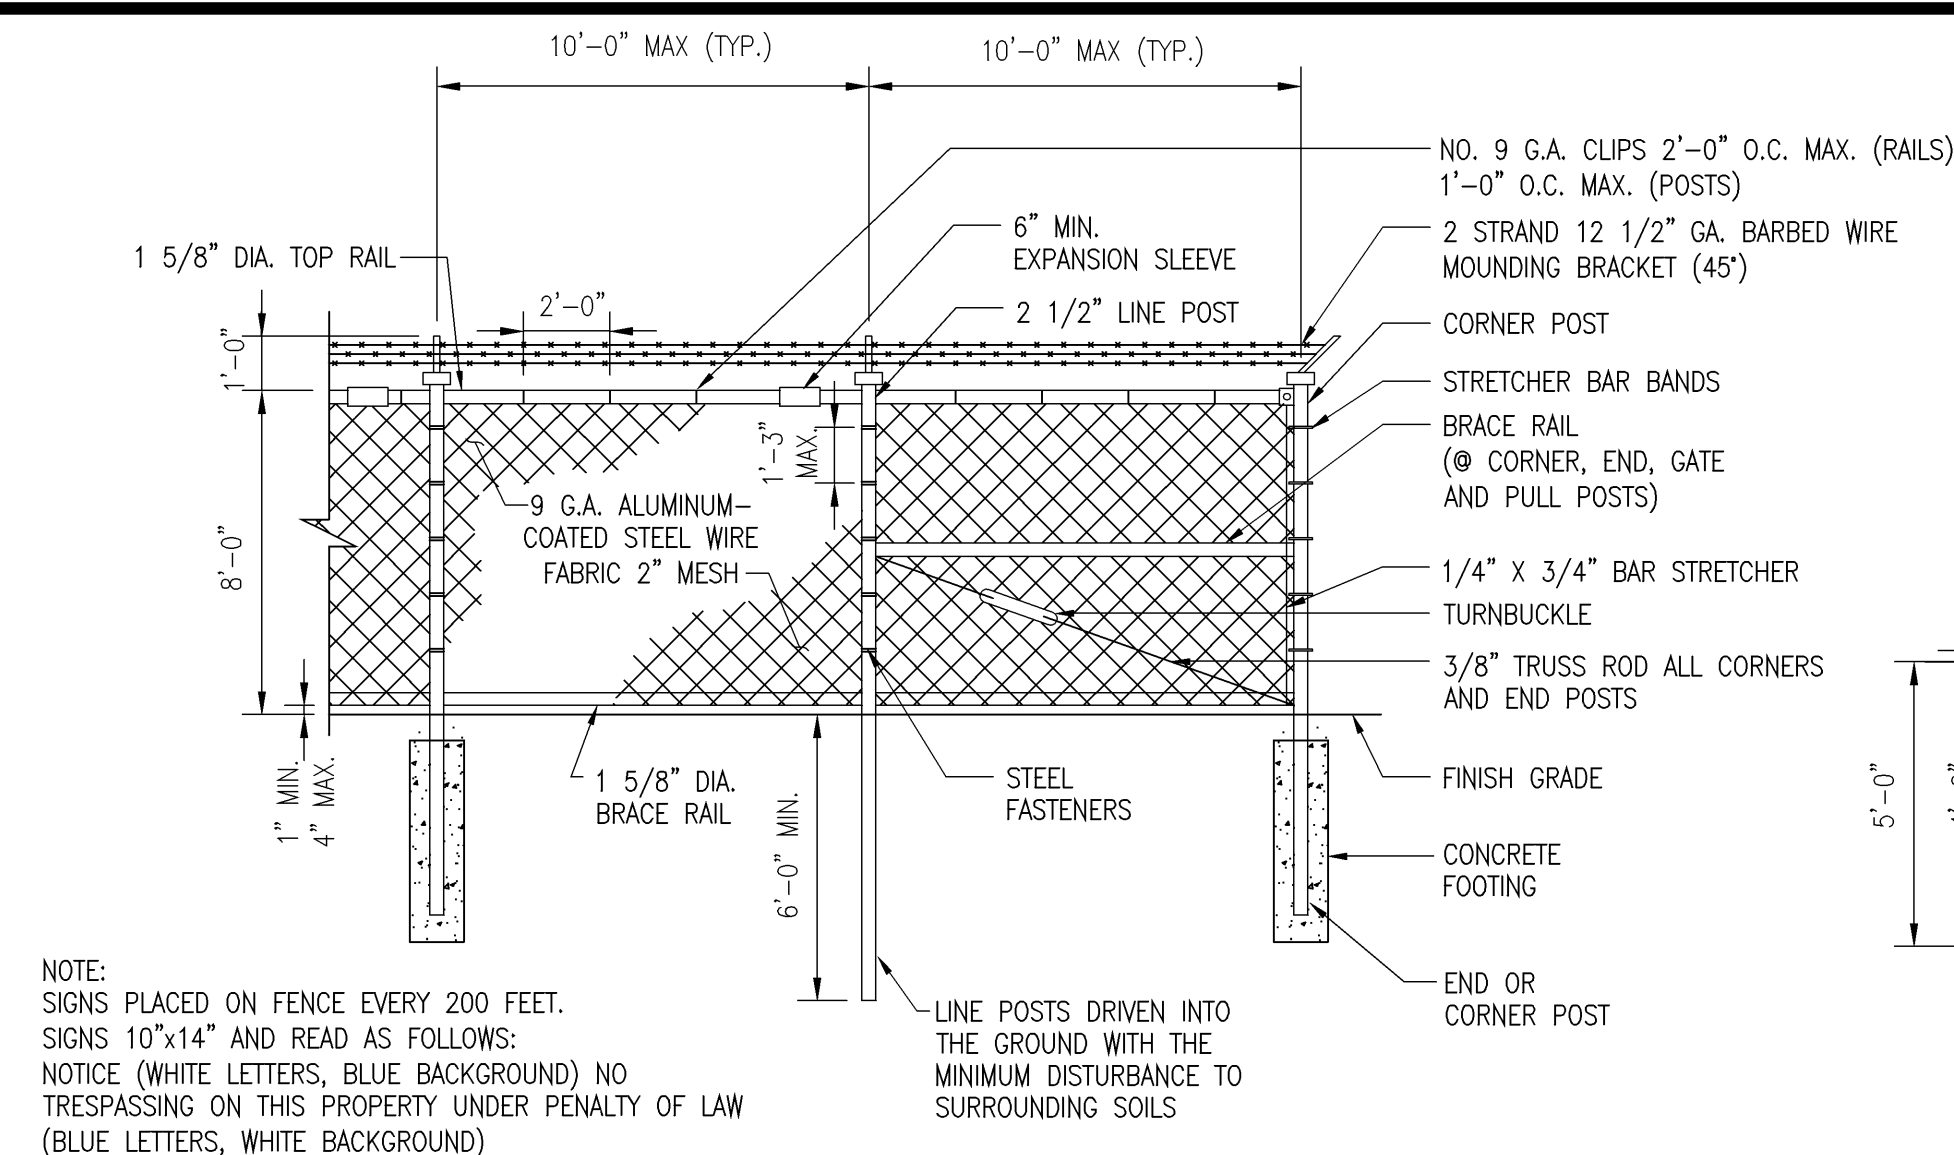 10'-0" MAX (TYP.)
10'-0" MAX (TYP.)
NO. 9 G.A. CLIPS 2'-0" O.C. MAX. (RAILS)
1'-0" O.C. MAX. (POSTS)
6" MIN.
EXPANSION SLEEVE
2 STRAND 12 1/2" GA. BARBED WIRE
MOUNDING BRACKET (45°)
1 5/8" DIA. TOP RAIL
2'-0"
2 1/2" LINE POST
CORNER POST
1'-0"
STRETCHER BAR BANDS
1'-3"
MAX.
BRACE RAIL
(@ CORNER, END, GATE
AND PULL POSTS)
9 G.A. ALUMINUM-
COATED STEEL WIRE
FABRIC 2" MESH
8'-0"
1/4" X 3/4" BAR STRETCHER
TURNBUCKLE
3/8" TRUSS ROD ALL CORNERS
AND END POSTS
1" MIN.
4" MAX.
1 5/8" DIA.
BRACE RAIL
6'-0" MIN.
STEEL
FASTENERS
FINISH GRADE
5'-0"
CONCRETE
FOOTING
END OR
CORNER POST
LINE POSTS DRIVEN INTO
THE GROUND WITH THE
MINIMUM DISTURBANCE TO
SURROUNDING SOILS
NOTE:
SIGNS PLACED ON FENCE EVERY 200 FEET.
SIGNS 10"x14" AND READ AS FOLLOWS:
NOTICE (WHITE LETTERS, BLUE BACKGROUND) NO
TRESPASSING ON THIS PROPERTY UNDER PENALTY OF LAW
(BLUE LETTERS, WHITE BACKGROUND)